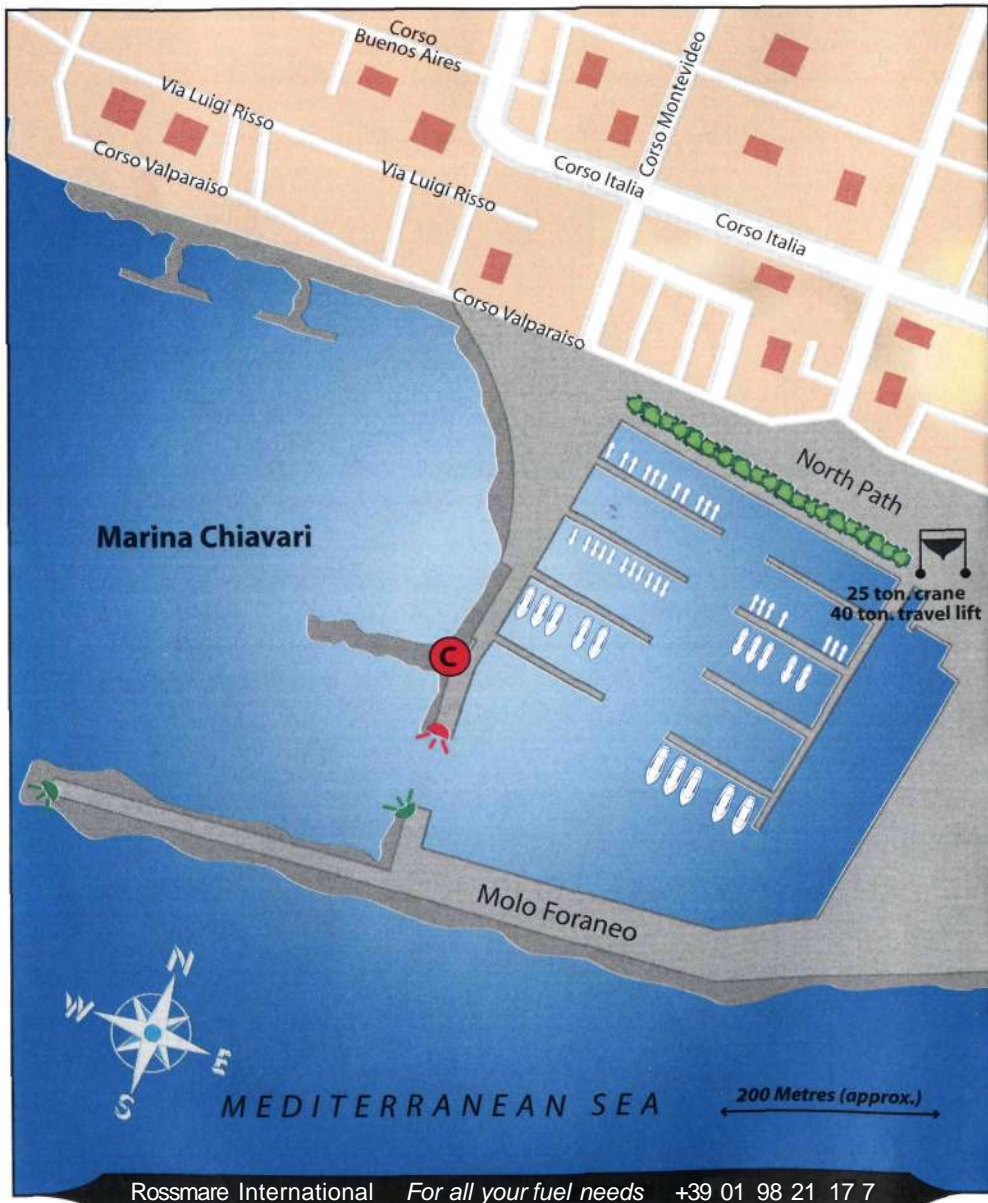 Corso
Buenos Aires
Corso Montevideo
Via Luigi Risso
Corso Valparaiso
Via Luigi Risso
Corso Italia
Corso Italia
Corso Valparaiso
North Path
Marina Chiavari
25 ton. crane
40 ton. travel lift
C
Molo Foraneo
N
W
E
S
MEDITERRANEAN SEA
200 Metres (approx.)
Rossmare International For all your fuel needs +39 01 98 21 17 7